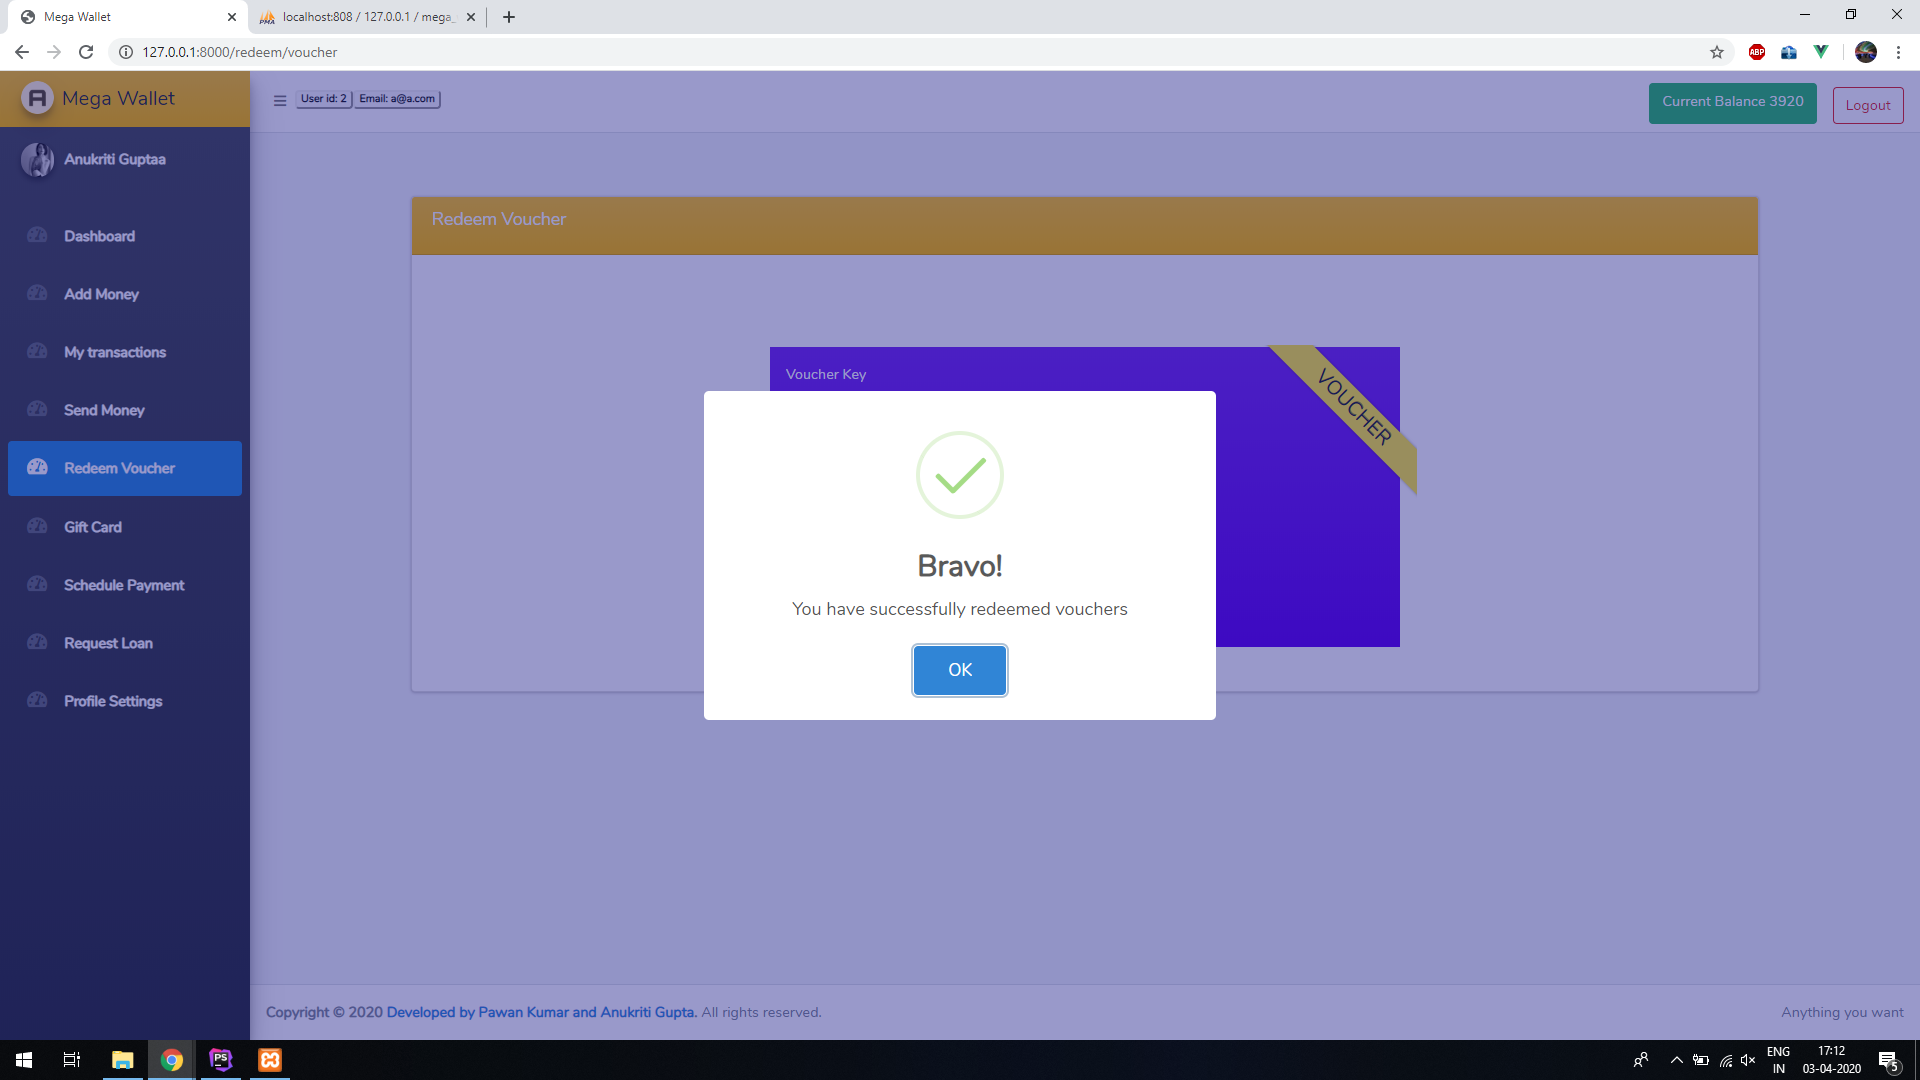 Mega Wallet
localhost:808 / 127.0.0.1 / mega_
127.0.0.1:8000/redeem/voucher
ABP
A Mega Wallet
User id: 2 Email: a@a.com
Current Balance 3920
Logout
Anukriti Guptaa
Dashboard
Add Money
My transactions
Send Money
Redeem Voucher
Gift Card
Schedule Payment
Request Loan
Profile Settings
Redeem Voucher
Voucher Key
VOUCHER
Bravo!
You have successfully redeemed vouchers
OK
Copyright © 2020 Developed by Pawan Kumar and Anukriti Gupta. All rights reserved.
Anything you want
PS
ENG
IN
17:12
03-04-2020
5